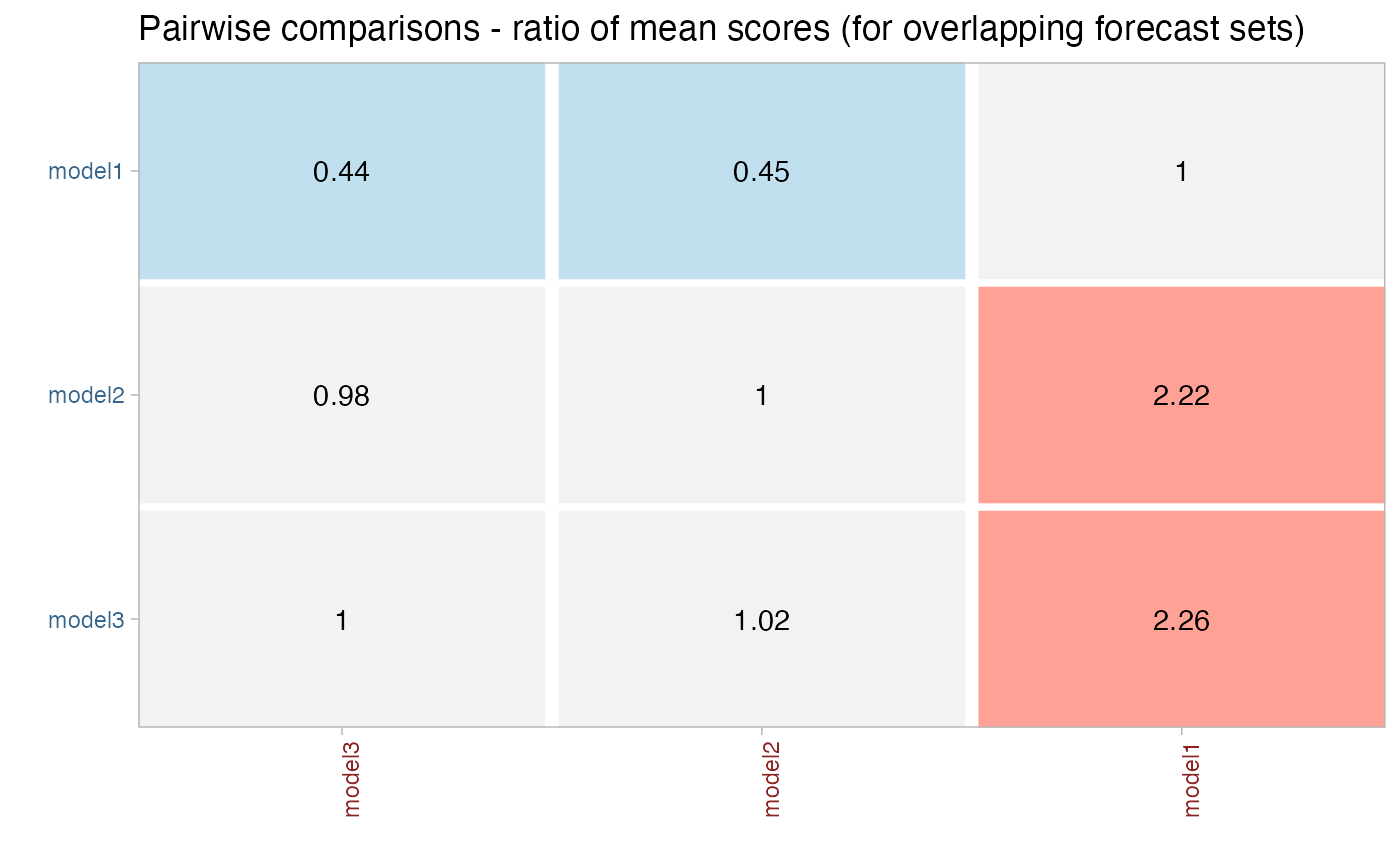 Pairwise comparisons - ratio of mean scores (for overlapping forecast sets)
model1 0.44 0.45 1
model2 0.98 1 2.22
model3 1 1.02 2.26
model3 model2 model1